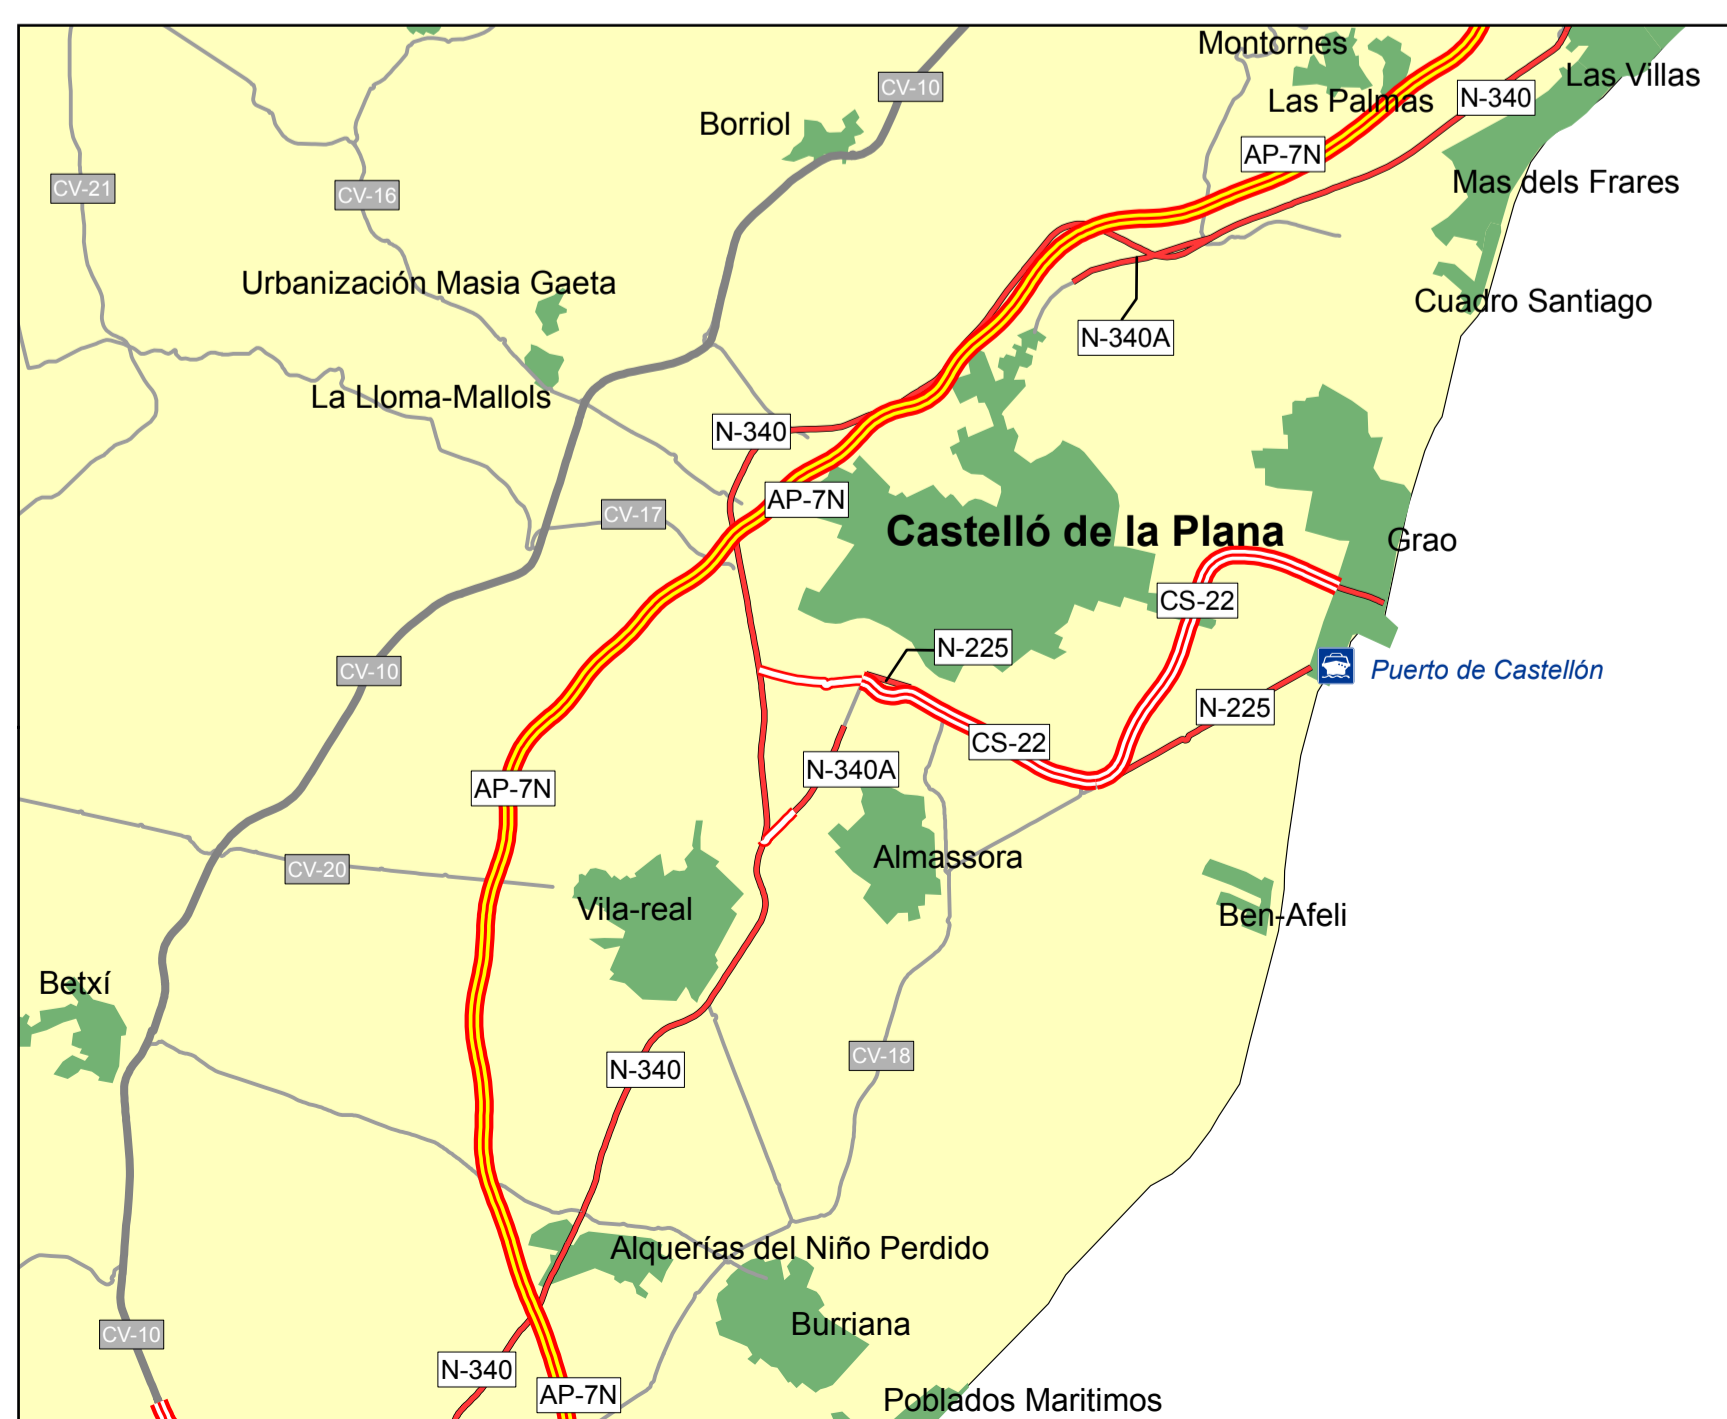 Montornes
Las Villas
CV-10
Las Palmas
N-340
Borriol
AP-7N
CV-21
CV-16
Mas dels Frares
Urbanización Masia Gaeta
Cuadro Santiago
N-340A
La Lloma-Mallols
N-340
AP-7N
CV-17
Castelló de la Plana
Grao
CS-22
N-225
CV-10
Puerto de Castellón
N-225
CS-22
N-340A
AP-7N
Almassora
CV-20
Vila-real
Ben-Afeli
Betxí
CV-18
N-340
Alquerías del Niño Perdido
Burriana
CV-10
N-340
AP-7N
Poblados Maritimos